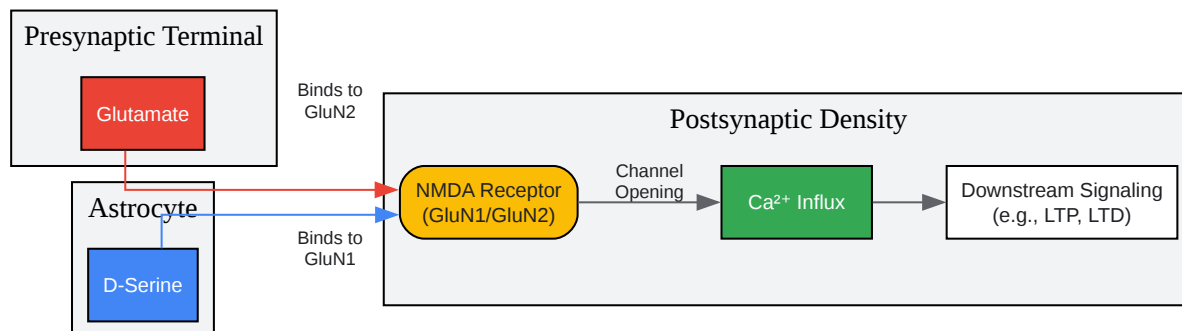 Presynaptic Terminal
Glutamate
Binds to
GluN2
Astrocyte
D-Serine
Binds to
GluN1
Postsynaptic Density
NMDA Receptor
(GluN1/GluN2)
Channel
Opening
Ca²⁺ Influx
Downstream Signaling
(e.g., LTP, LTD)